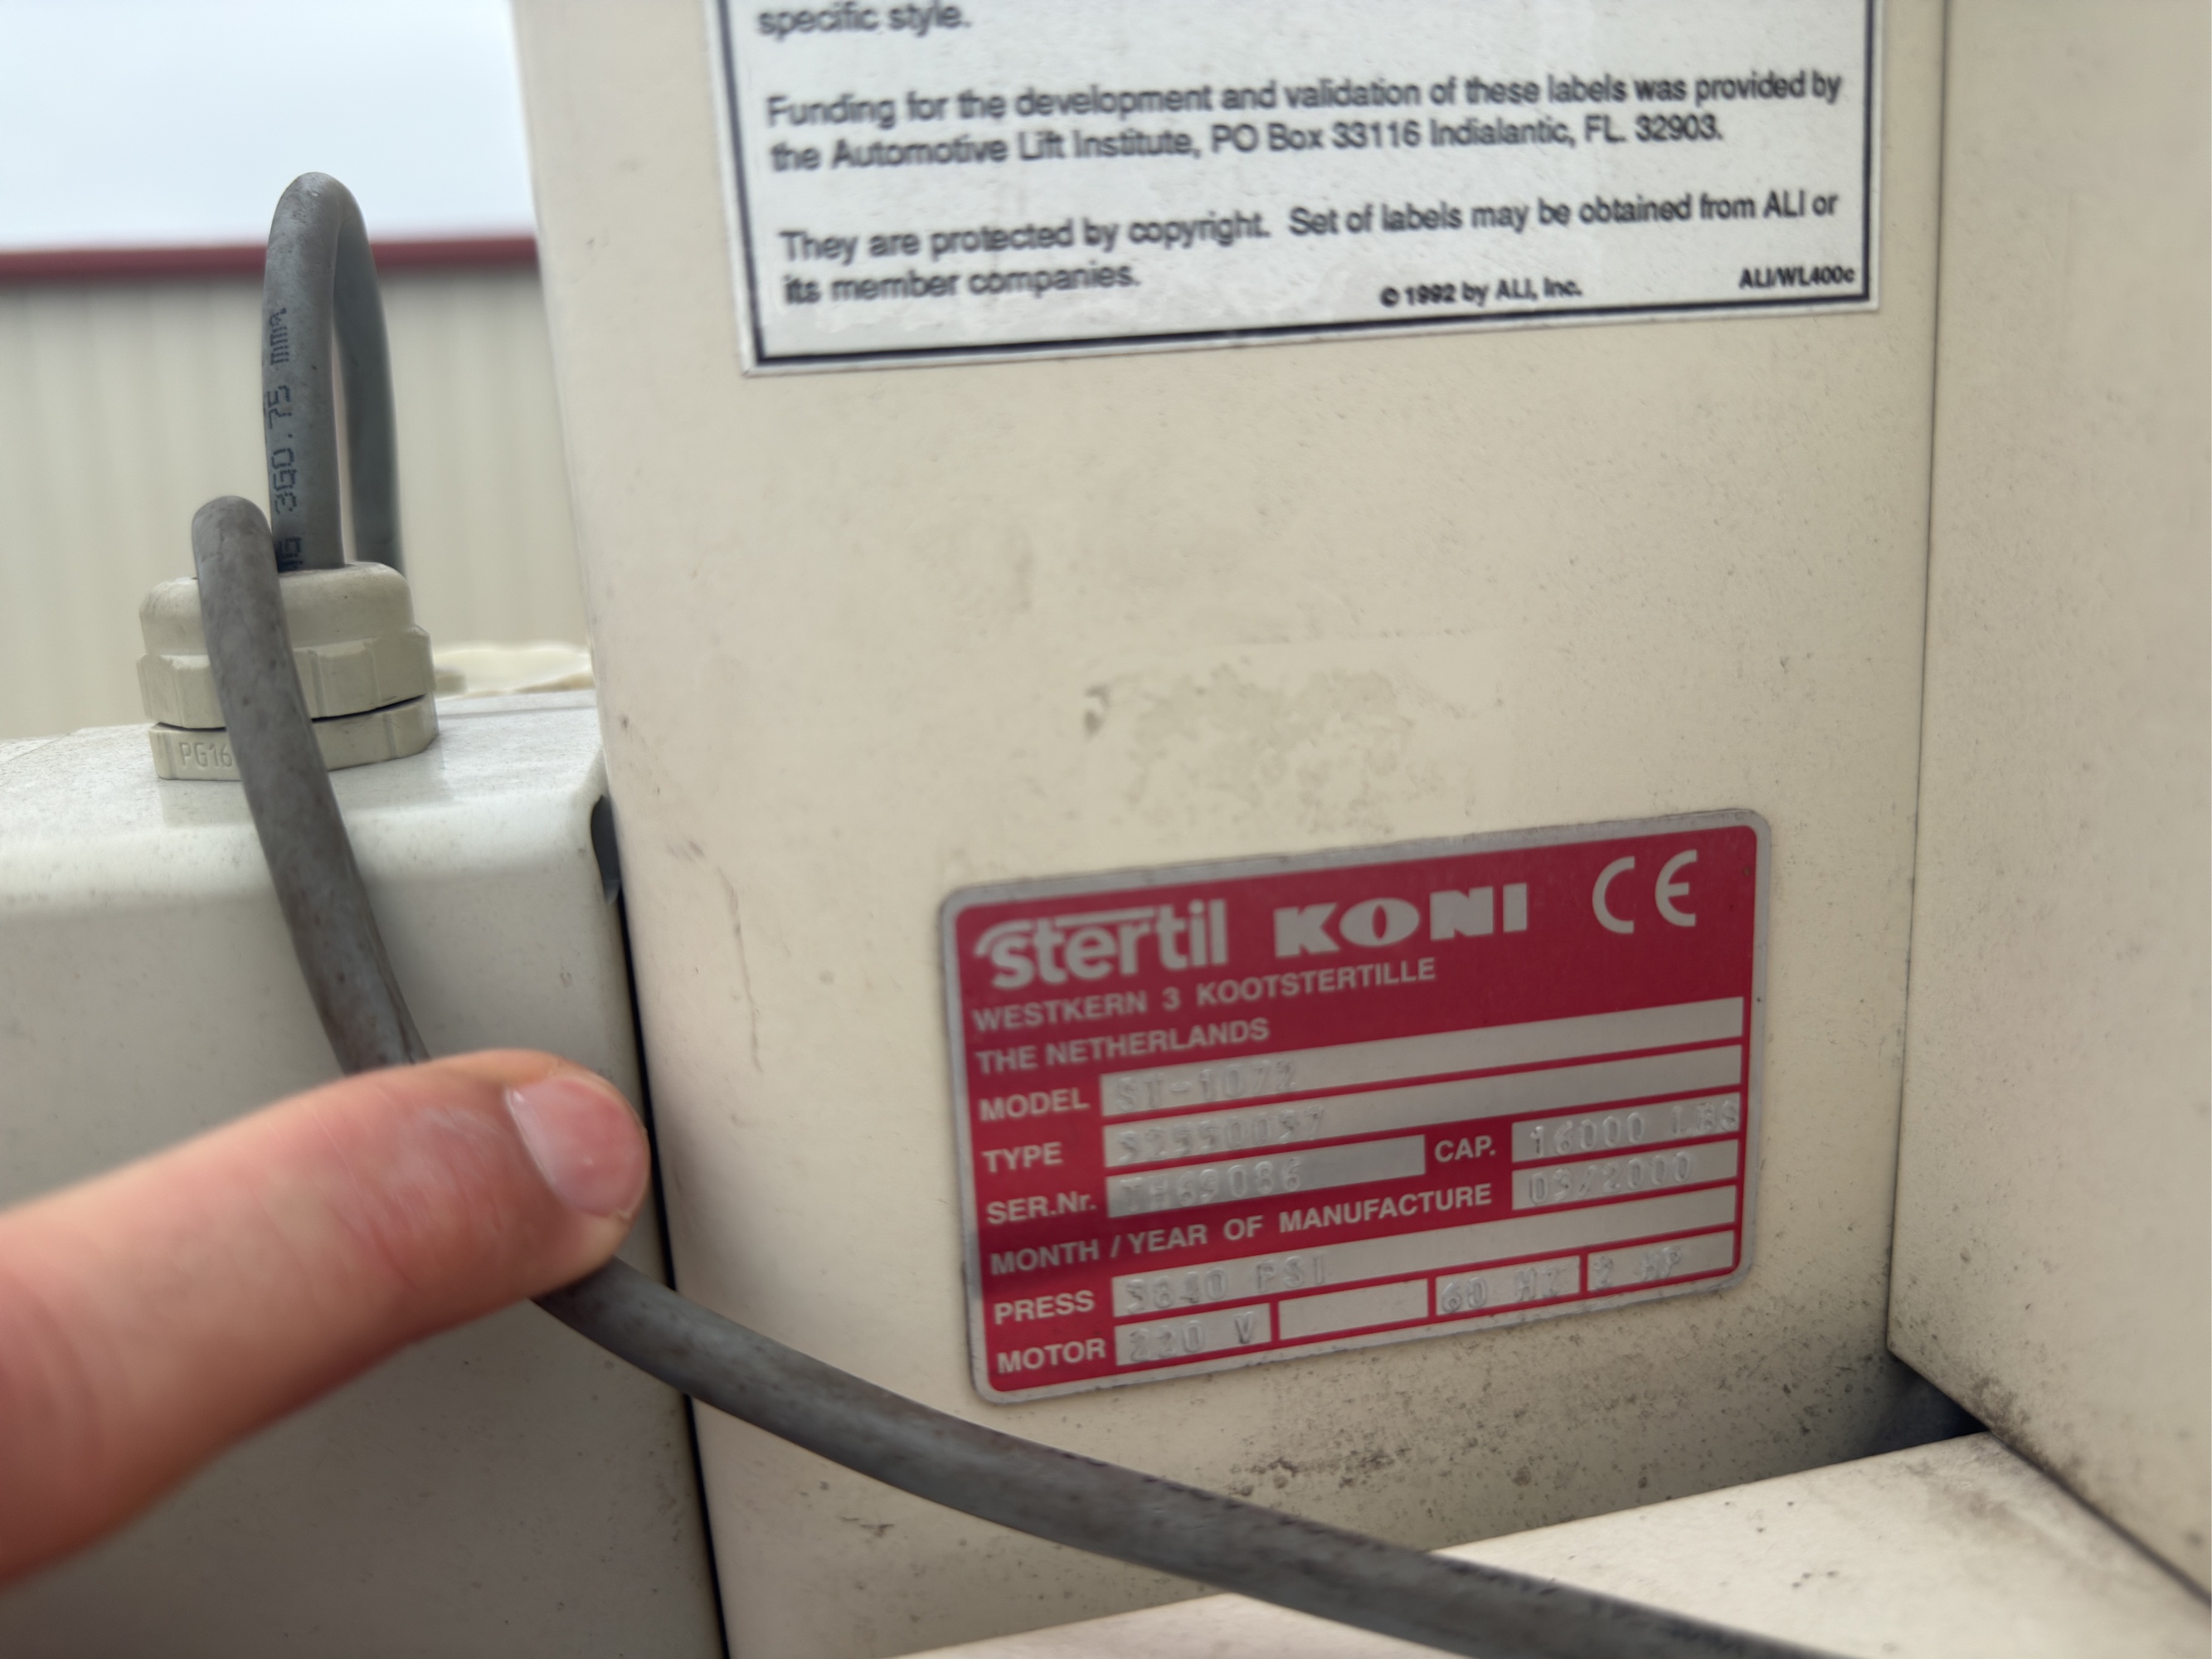 specific style.
Funding for the development and validation of these labels was provided by
the Automotive Lift Institute, PO Box 33116 Indialantic, FL 32903.
They are protected by copyright. Set of labels may be obtained from ALI or
its member companies.
© 1992 by ALI, Inc.
ALI/WL400c
3G0.75 mm²
PG16
stertil KONI CE
WESTKERN 3 KOOTSTERTILLE
THE NETHERLANDS
MODEL ST-1072
TYPE
SER.Nr. CAP. 16000 LBS
MONTH / YEAR OF MANUFACTURE 03/2000
PRESS PSI
MOTOR 220 V 60 HZ 2 HP